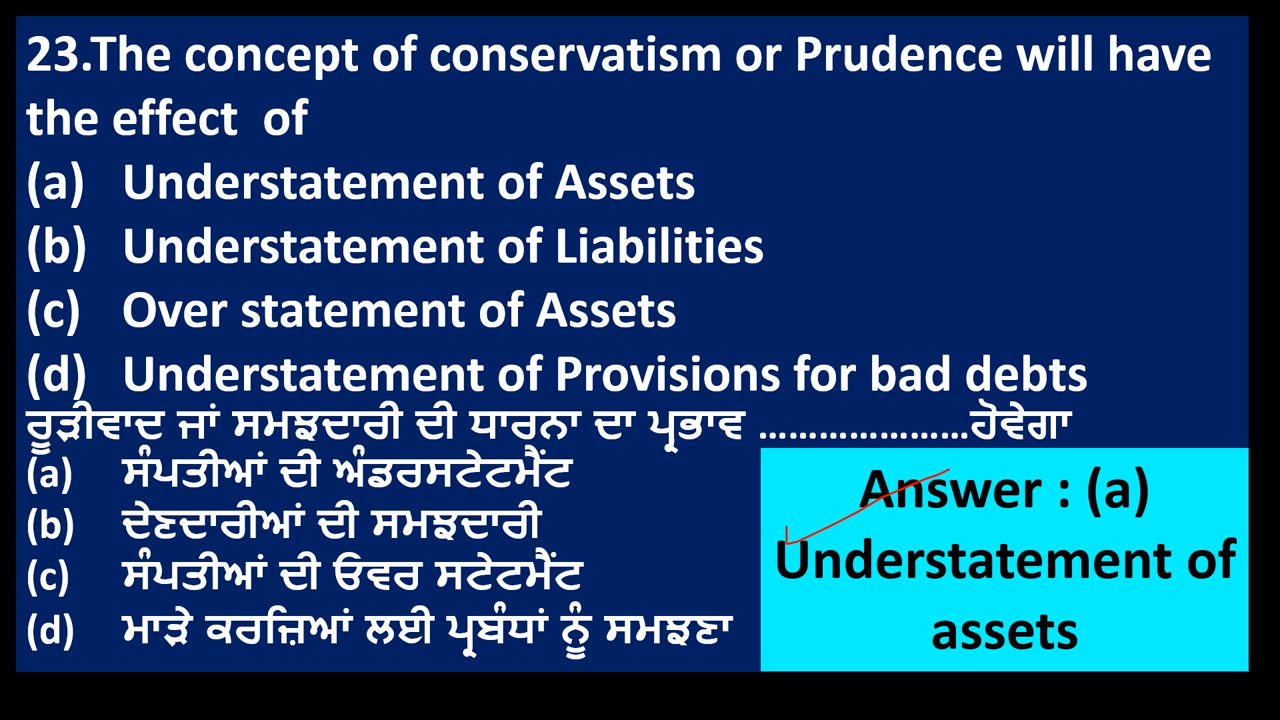 23.The concept of conservatism or Prudence will have
the effect of
(a) Understatement of Assets
(b) Understatement of Liabilities
(c) Over statement of Assets
(d) Understatement of Provisions for bad debts
ਰੂੜੀਵਾਦ ਜਾਂ ਸਮਝਦਾਰੀ ਦੀ ਧਾਰਨਾ ਦਾ ਪ੍ਰਭਾਵ .....................ਹੋਵੇਗਾ
(a) ਸੰਪਤੀਆਂ ਦੀ ਅੰਡਰਸਟੇਟਮੈਂਟ
(b) ਦੇਣਦਾਰੀਆਂ ਦੀ ਸਮਝਦਾਰੀ
(c) ਸੰਪਤੀਆਂ ਦੀ ਓਵਰ ਸਟੇਟਮੈਂਟ
(d) ਮਾੜੇ ਕਰਜ਼ਿਆਂ ਲਈ ਪ੍ਰਬੰਧਾਂ ਨੂੰ ਸਮਝਣਾ
Answer : (a)
Understatement of
assets